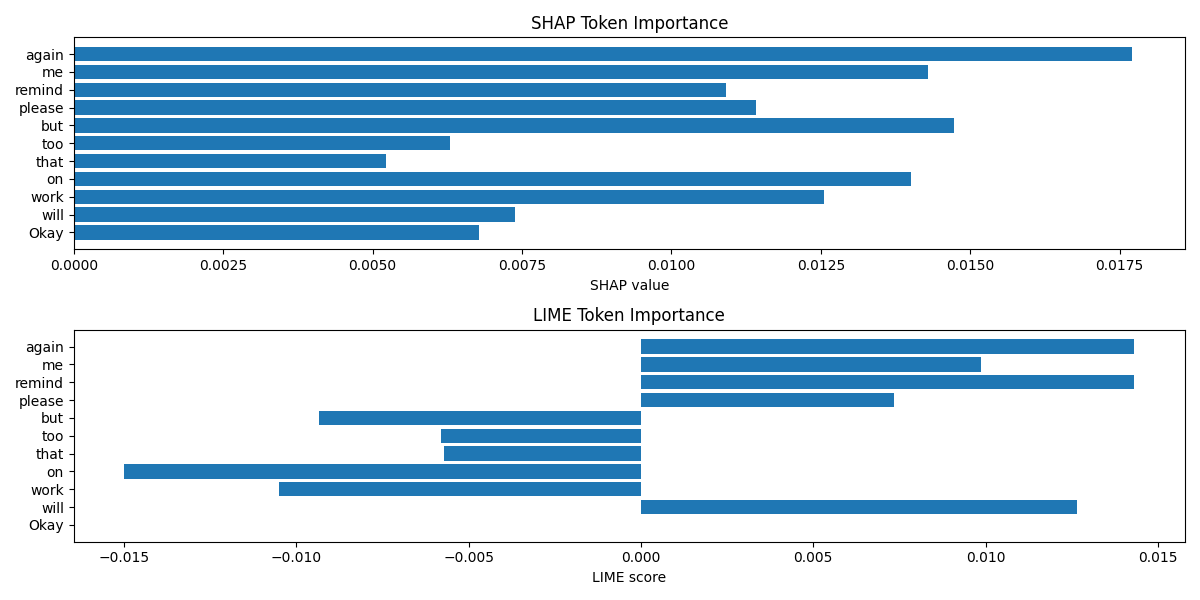 SHAP Token Importance
again
me
remind
please
but
too
that
on
work
will
Okay
0.0000 0.0025 0.0050 0.0075 0.0100 0.0125 0.0150 0.0175
SHAP value
LIME Token Importance
again
me
remind
please
but
too
that
on
work
will
Okay
−0.015 −0.010 −0.005 0.000 0.005 0.010 0.015
LIME score